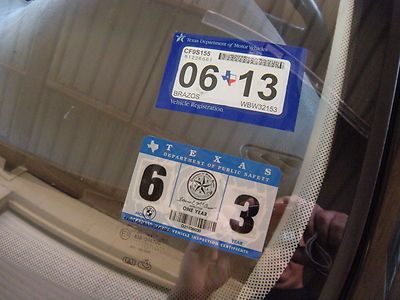 Texas Department of Motor Vehicles
CF9S155
06 13
BRAZOS WBW32153
Vehicle Registration
TEXAS
DEPARTMENT OF PUBLIC SAFETY
6 3
ONE YEAR
YEAR
VEHICLE INSPECTION CERTIFICATE